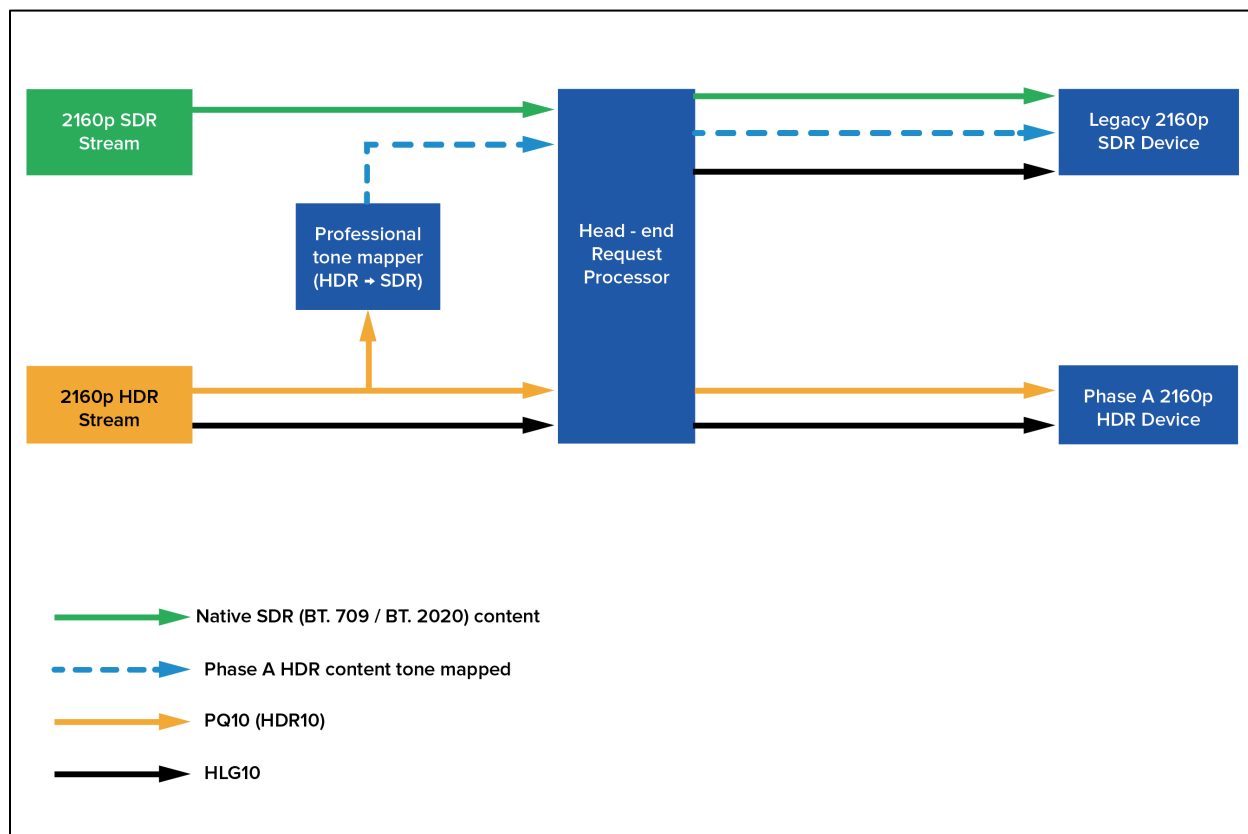 2160p SDR
Stream
Legacy 2160p
SDR Device
Professional
tone mapper
(HDR → SDR)
Head - end
Request
Processor
2160p HDR
Stream
Phase A 2160p
HDR Device
Native SDR (BT. 709 / BT. 2020) content
Phase A HDR content tone mapped
PQ10 (HDR10)
HLG10